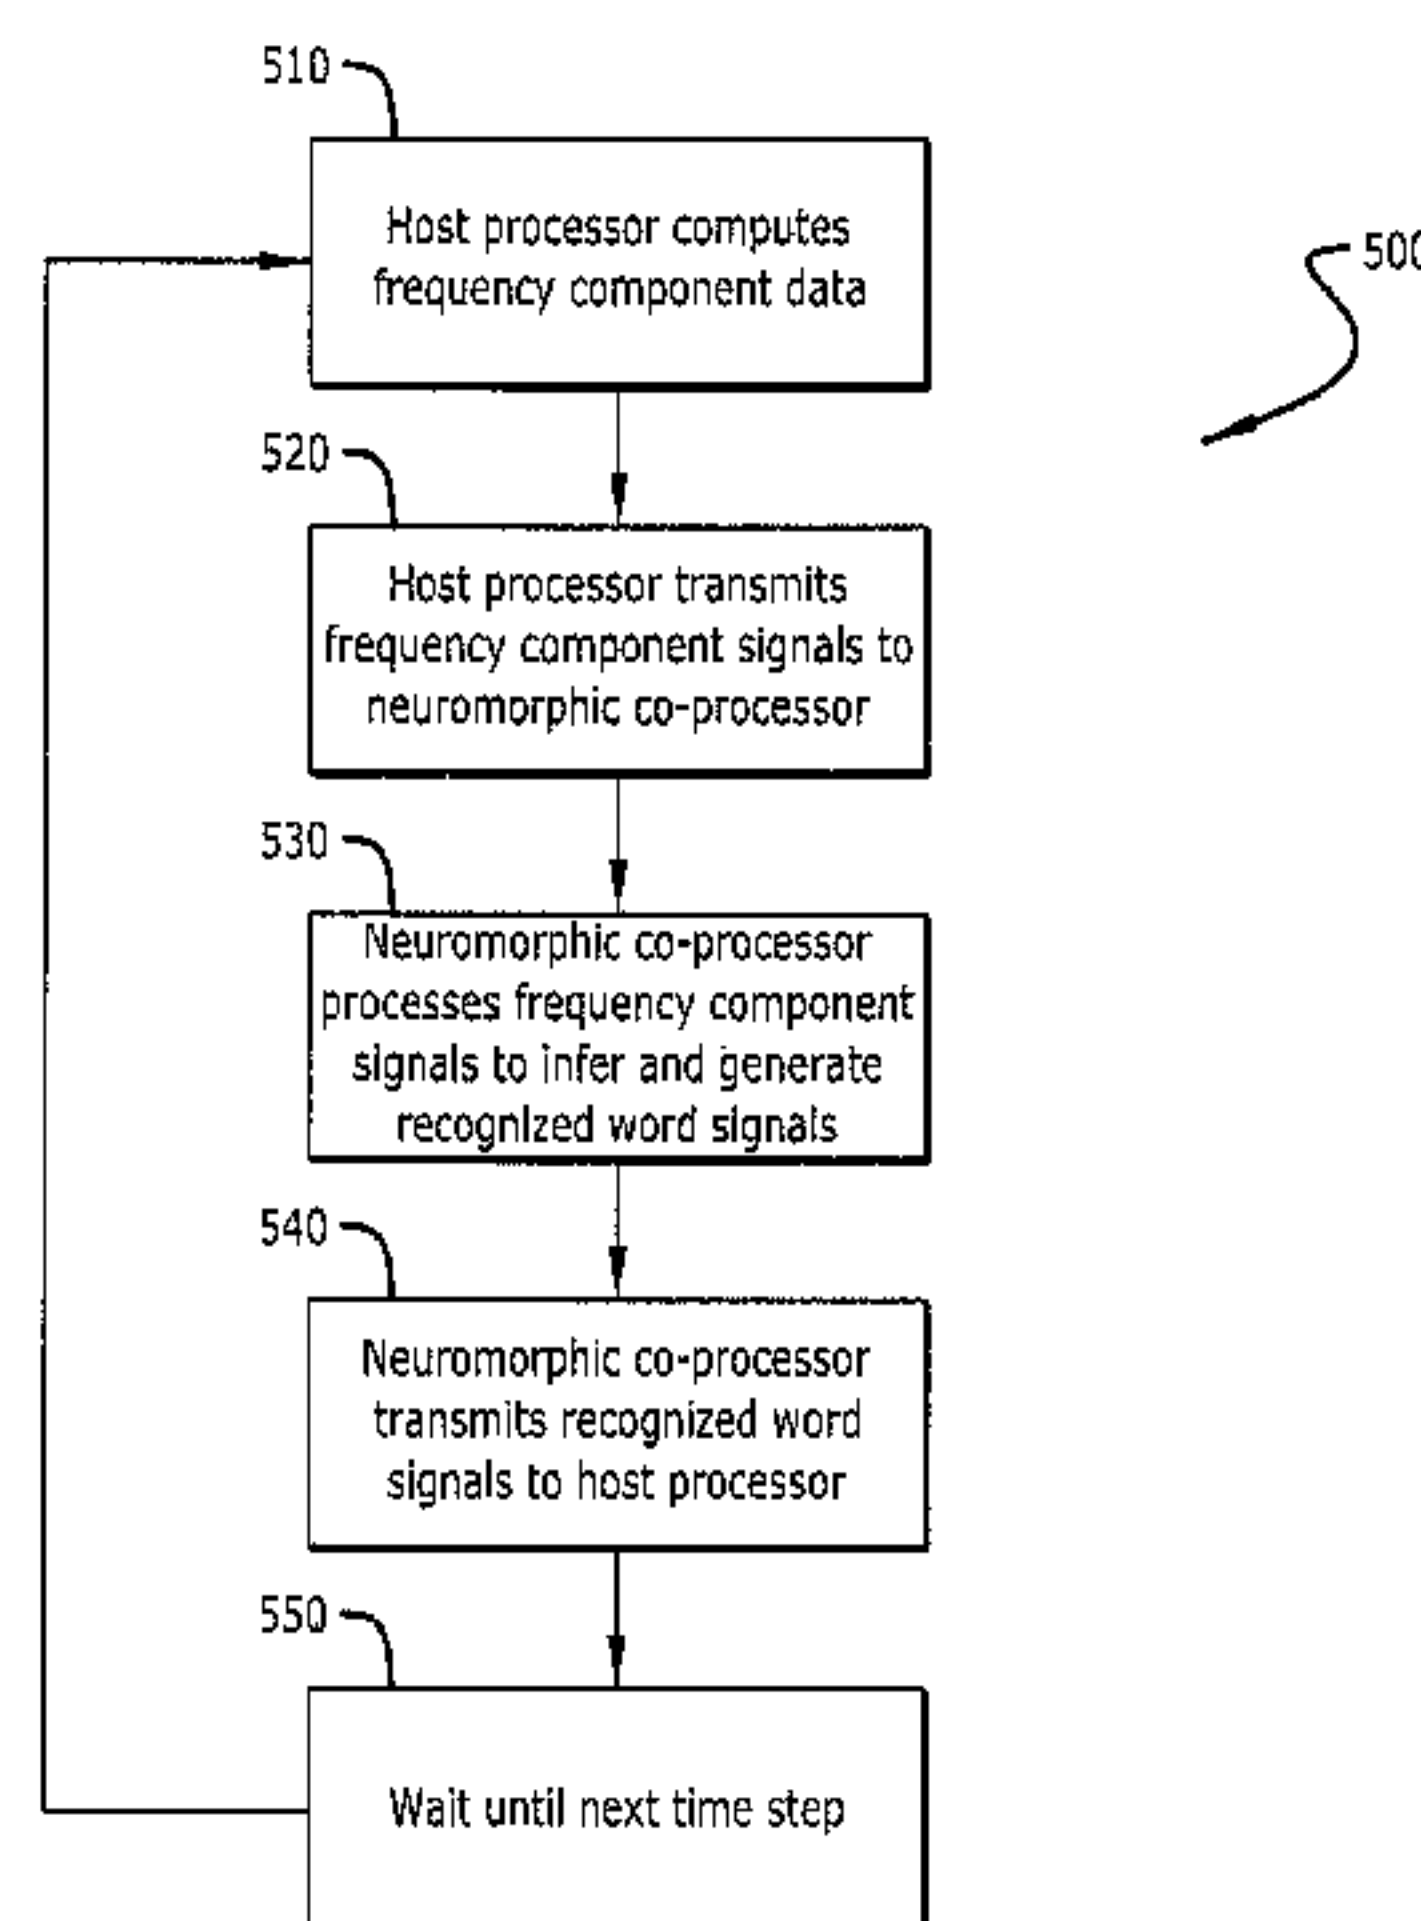 510
Host processor computes
frequency component data
500
520
Host processor transmits
frequency component signals to
neuromorphic co-processor
530
Neuromorphic co-processor
processes frequency component
signals to infer and generate
recognized word signals
540
Neuromorphic co-processor
transmits recognized word
signals to host processor
550
Wait until next time step